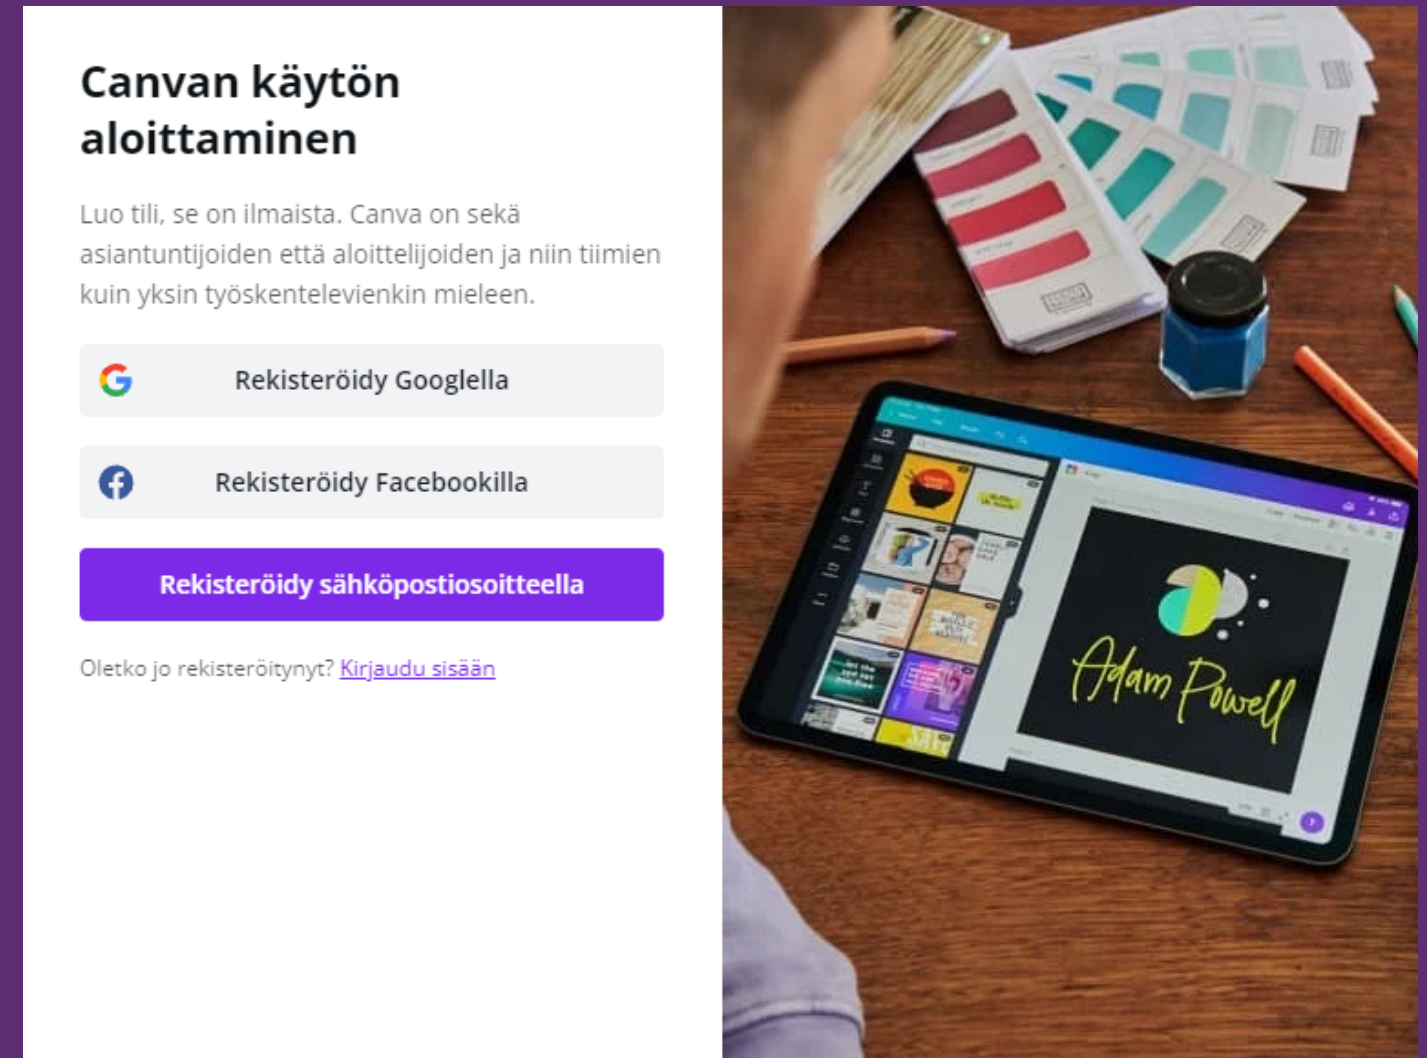 Canvan käytön
aloittaminen
Luo tili, se on ilmaista. Canva on sekä
asiantuntijoiden että aloittelijoiden ja niin tiimien
kuin yksin työskentelevienkin mieleen.
Rekisteröidy Googlella
Rekisteröidy Facebookilla
Rekisteröidy sähköpostiosoitteella
Oletko jo rekisteröitynyt? Kirjaudu sisään
Adam Powell